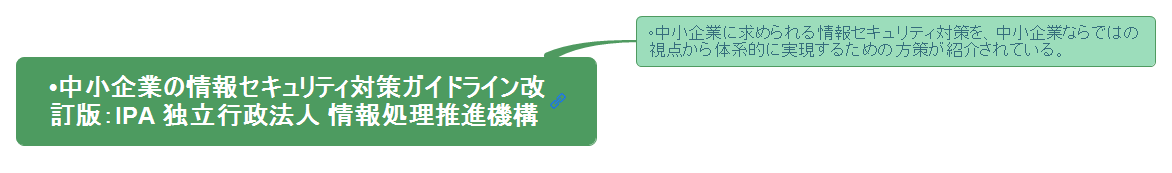 •中小企業の情報セキュリティ対策ガイドライン改
訂版：IPA 独立行政法人 情報処理推進機構
•中小企業に求められる情報セキュリティ対策を、中小企業ならではの
視点から体系的に実現するための方策が紹介されている。